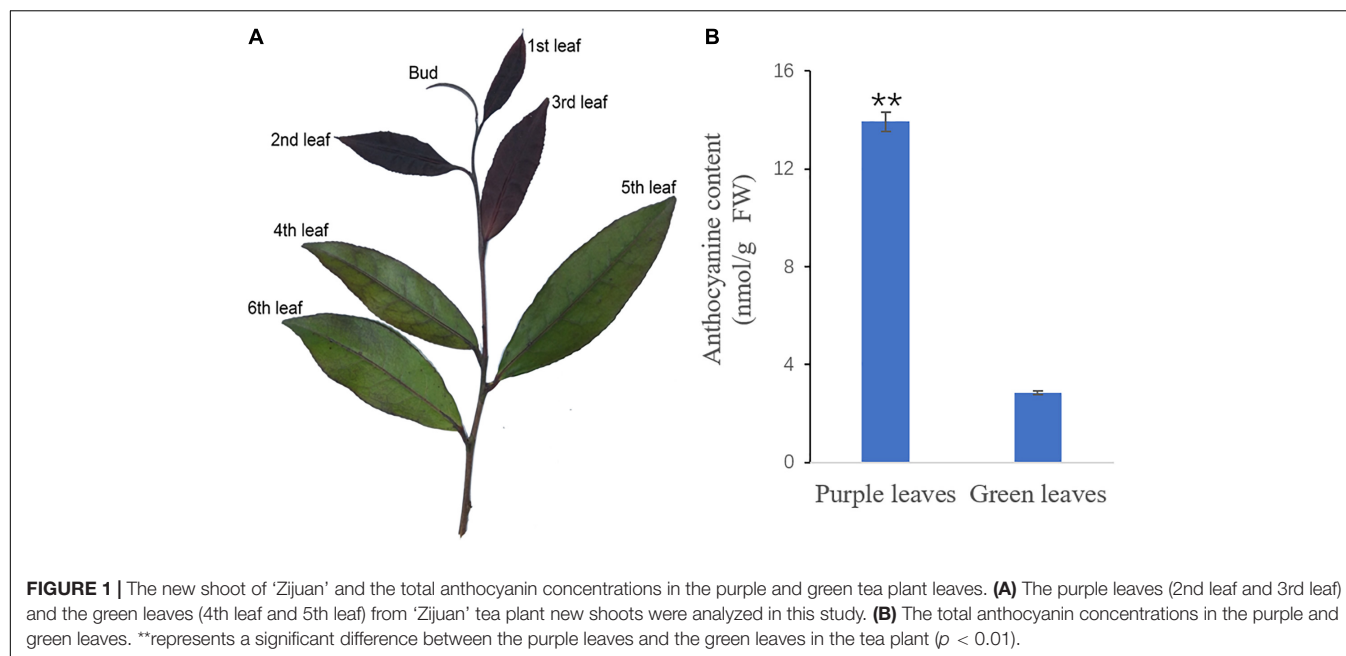 A
1st leaf
Bud
3rd leaf
2nd leaf
5th leaf
4th leaf
6th leaf
B
16
12
8
4
0
**
Anthocyanine content
(nmol/g FW)
Purple leaves Green leaves
FIGURE 1 | The new shoot of ‘Zijuan’ and the total anthocyanin concentrations in the purple and green tea plant leaves. (A) The purple leaves (2nd leaf and 3rd leaf)
and the green leaves (4th leaf and 5th leaf) from ‘Zijuan’ tea plant new shoots were analyzed in this study. (B) The total anthocyanin concentrations in the purple and
green leaves. **represents a significant difference between the purple leaves and the green leaves in the tea plant (p < 0.01).